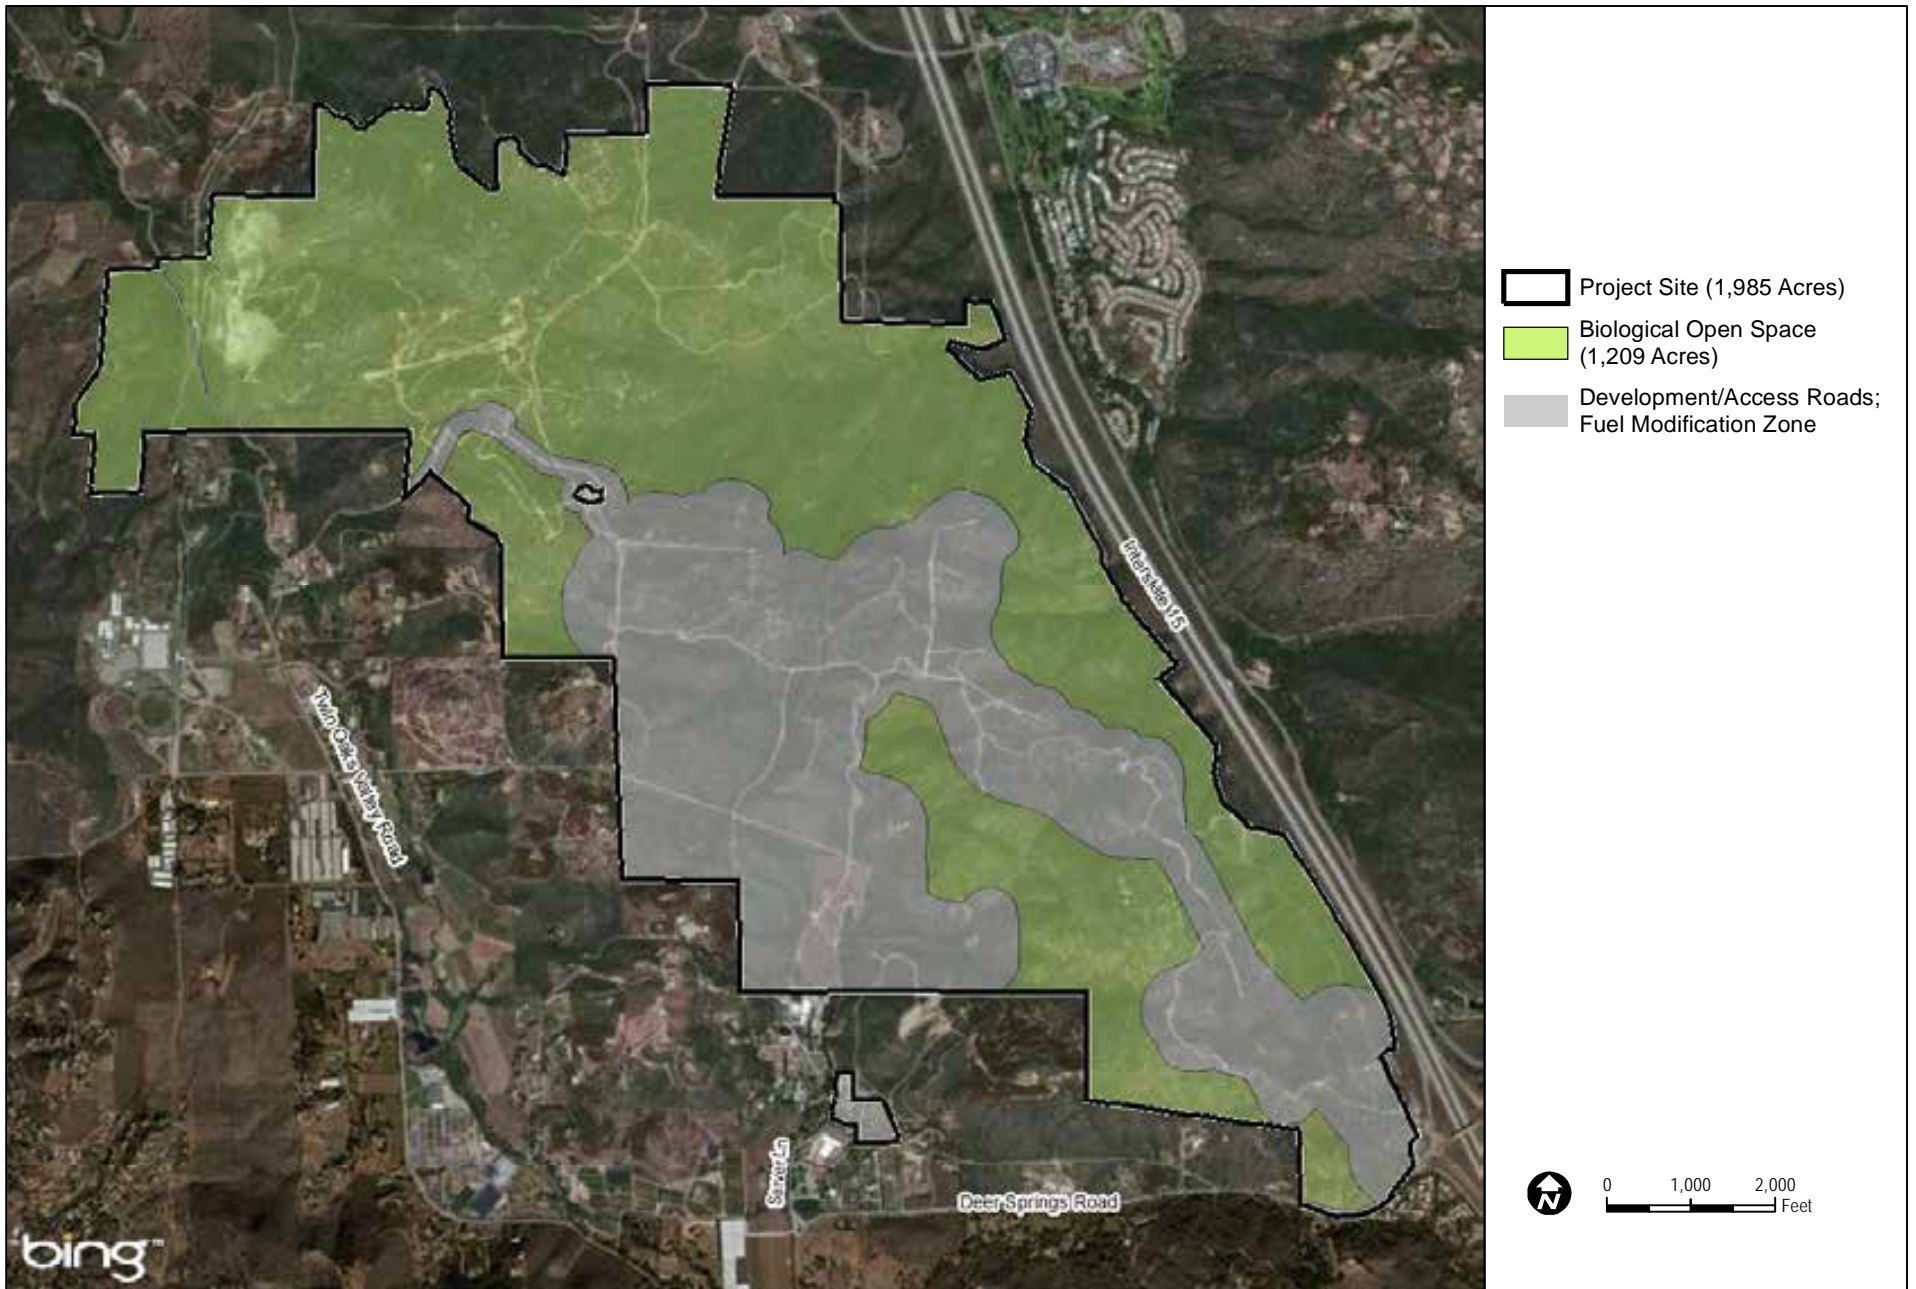 Project Site (1,985 Acres)
Biological Open Space
(1,209 Acres)
Development/Access Roads;
Fuel Modification Zone
Interstate 15
Twin Oaks Valley Road
Sarver Ln
Deer Springs Road
N
0 1,000 2,000
Feet
bing™